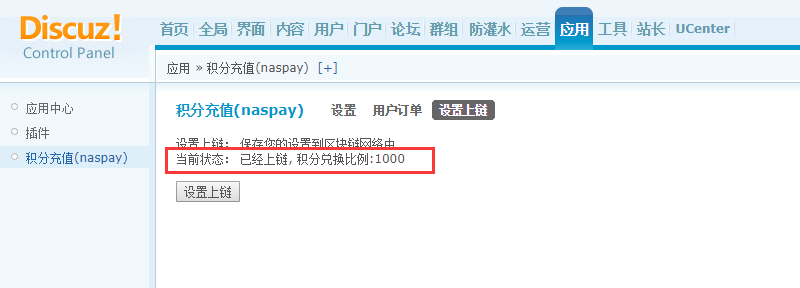 Discuz!
Control Panel
首页 全局 界面 内容 用户 门户 论坛 群组 防灌水 运营 应用 工具 站长 UCenter
应用 » 积分充值(naspay) [+]
应用中心
插件
积分充值(naspay)
积分充值(naspay) 设置 用户订单 设置上链
设置上链: 保存你的设置到区块链网络中
当前状态: 已经上链, 积分兑换比例:1000
设置上链